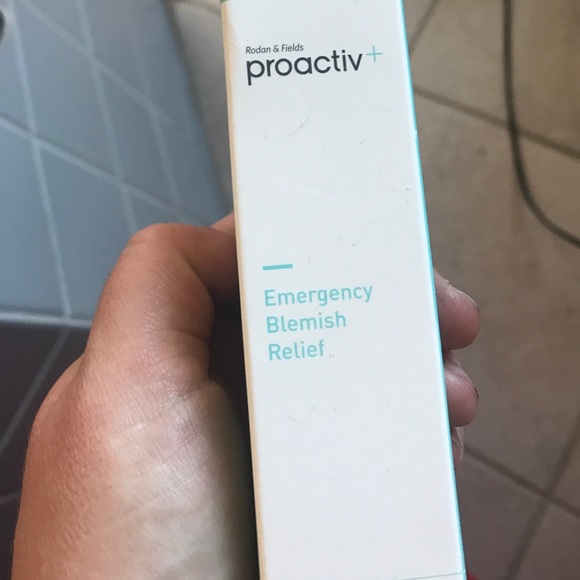 Rodan & Fields
proactiv+
Emergency
Blemish
Relief